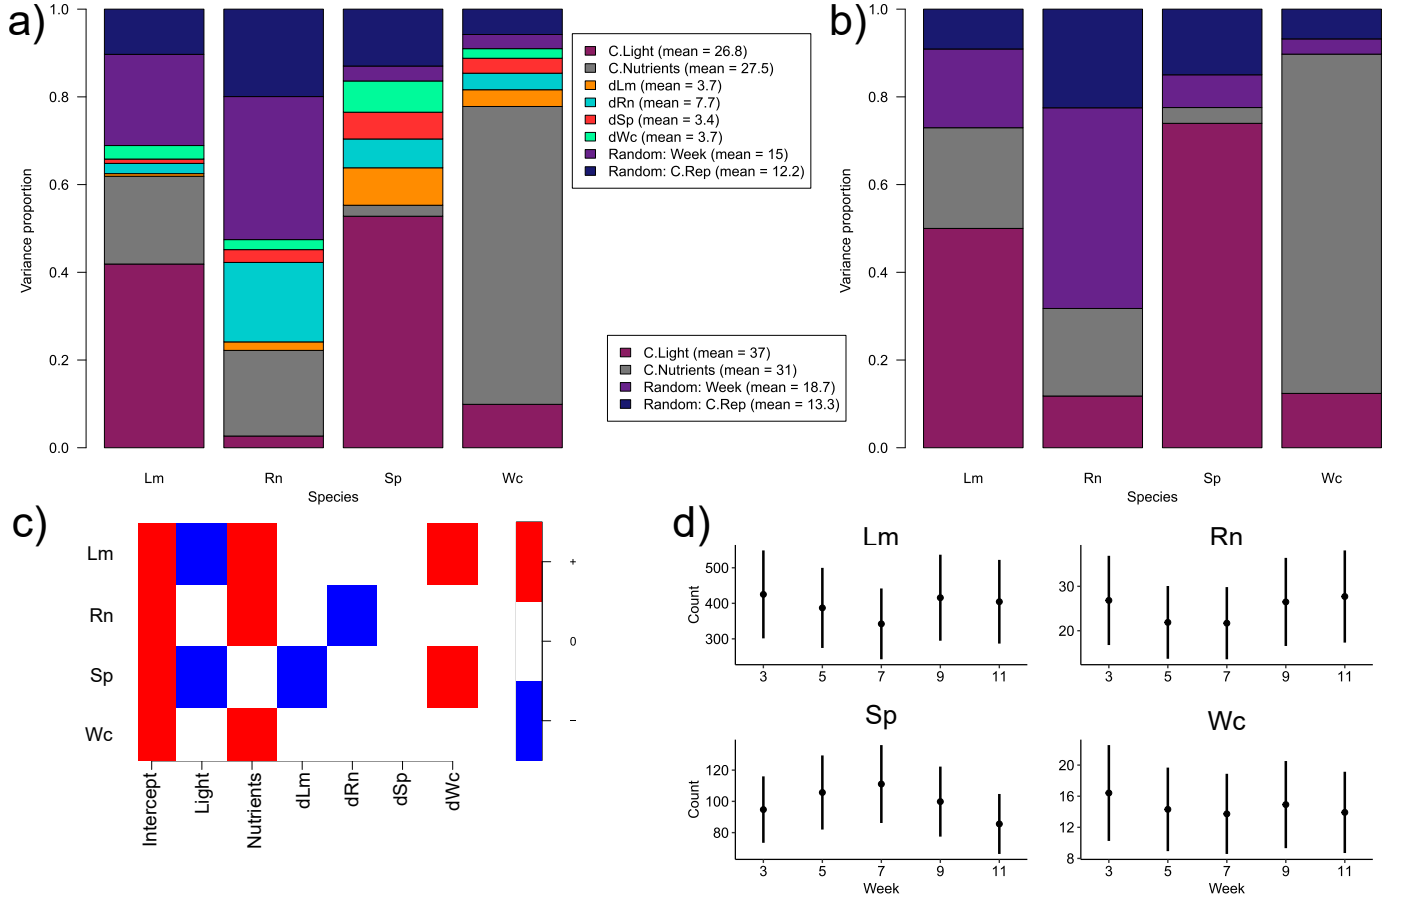 a)
1.0
0.8
0.6
0.4
0.2
0.0
Variance proportion
Lm
Rn
Sp
Wc
Species
C.Light (mean = 26.8)
C.Nutrients (mean = 27.5)
dLm (mean = 3.7)
dRn (mean = 7.7)
dSp (mean = 3.4)
dWc (mean = 3.7)
Random: Week (mean = 15)
Random: C.Rep (mean = 12.2)
b)
1.0
0.8
0.6
0.4
0.2
0.0
Variance proportion
Lm
Rn
Sp
Wc
Species
C.Light (mean = 37)
C.Nutrients (mean = 31)
Random: Week (mean = 18.7)
Random: C.Rep (mean = 13.3)
c)
Lm
Rn
Sp
Wc
Intercept
Light
Nutrients
dLm
dRn
dSp
dWc
+
0
−
d)
Lm
500
400
300
Count
3
5
7
9
11
Rn
30
20
3
5
7
9
11
Sp
120
100
80
Count
3
5
7
9
11
Week
Wc
20
16
12
8
3
5
7
9
11
Week